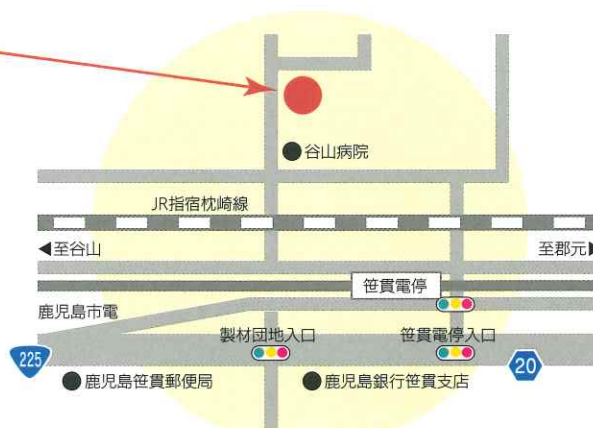 谷山病院
JR指宿枕崎線
◀至谷山
至郡元▶
笹貫電停
鹿児島市電
製材団地入口
笹貫電停入口
225
20
鹿児島笹貫郵便局
鹿児島銀行笹貫支店